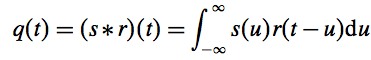 q(t) = (s∗r)(t) = ∫_{−∞}^{∞} s(u)r(t − u)du